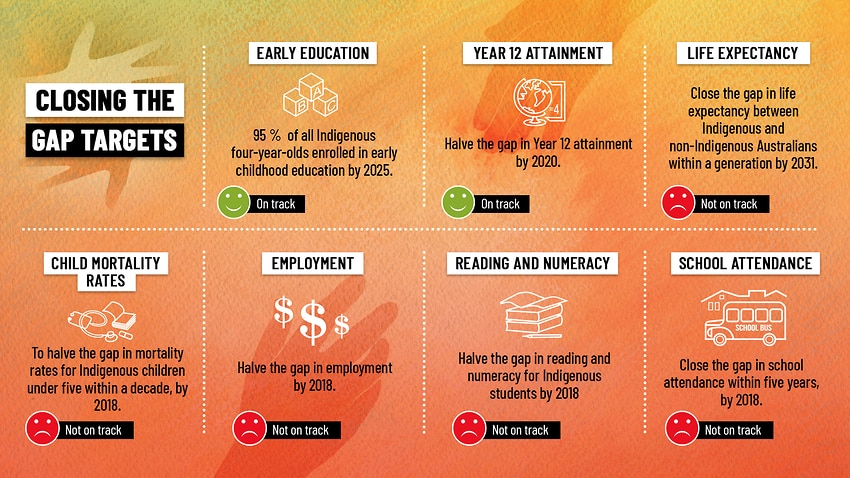 CLOSING THE
GAP TARGETS
EARLY EDUCATION
A
B C
95 % of all Indigenous
four-year-olds enrolled in early
childhood education by 2025.
On track
YEAR 12 ATTAINMENT
=4
Halve the gap in Year 12 attainment
by 2020.
On track
LIFE EXPECTANCY
Close the gap in life
expectancy between
Indigenous and
non-Indigenous Australians
within a generation by 2031.
Not on track
CHILD MORTALITY
RATES
To halve the gap in mortality
rates for Indigenous children
under five within a decade, by
2018.
Not on track
EMPLOYMENT
$ $ $
Halve the gap in employment
by 2018.
Not on track
READING AND NUMERACY
Halve the gap in reading and
numeracy for Indigenous
students by 2018
Not on track
SCHOOL ATTENDANCE
SCHOOL BUS
Close the gap in school
attendance within five years,
by 2018.
Not on track